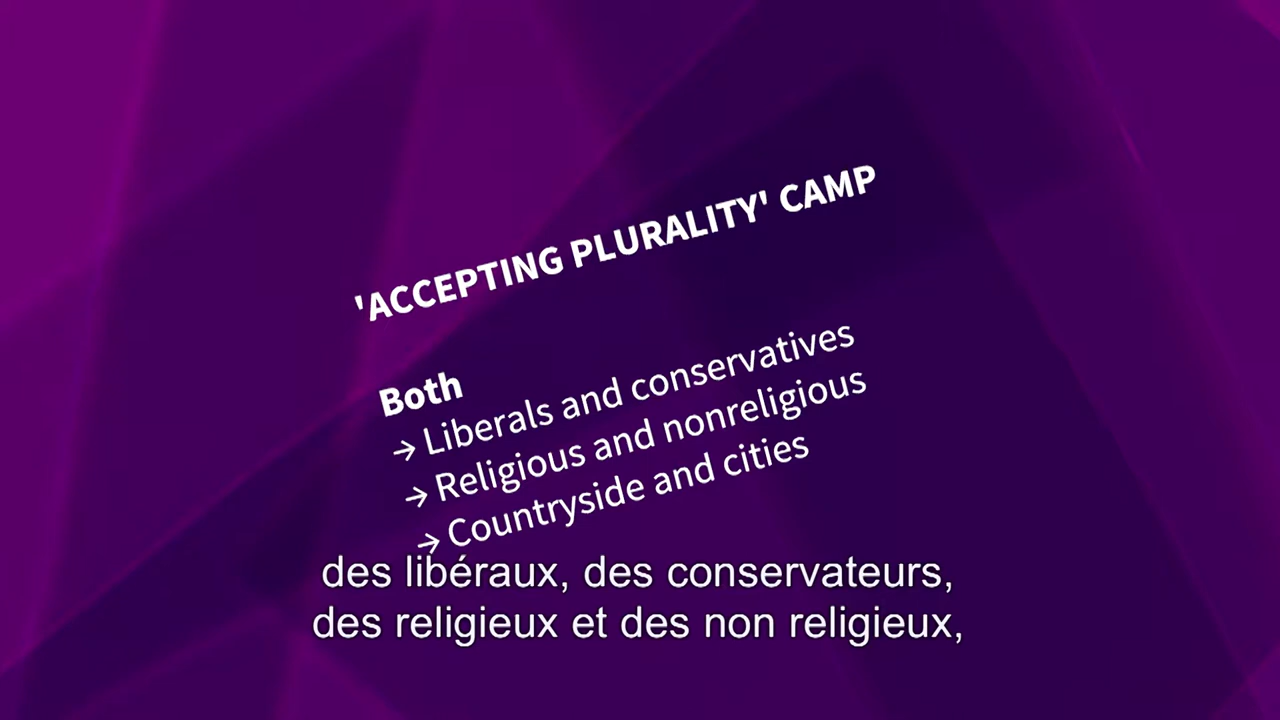 'ACCEPTING PLURALITY' CAMP
Both
→ Liberals and conservatives
→ Religious and nonreligious
→ Countryside and cities
des libéraux, des conservateurs,
des religieux et des non religieux,